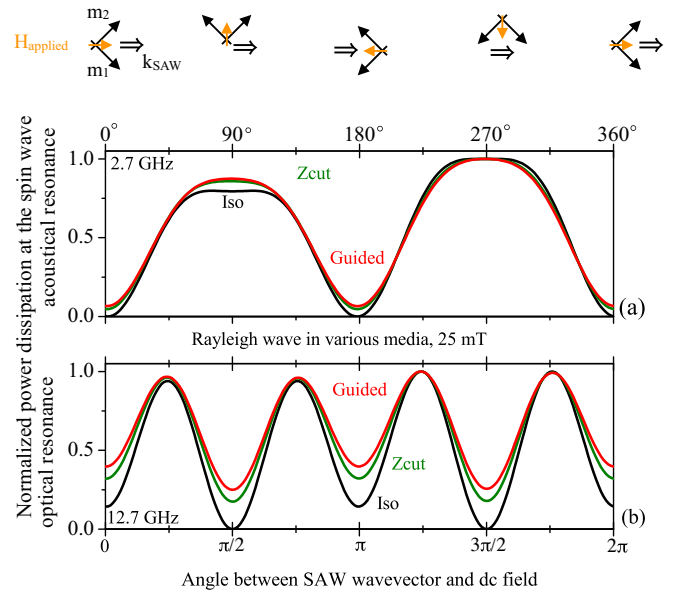 m2
Happlied
m1
kSAW
0° 90° 180° 270° 360°
Normalized power dissipation at the spin wave
acoustical resonance
optical resonance
1.0
0.5
0.0
2.7 GHz
Zcut
Iso
Guided
(a)
Rayleigh wave in various media, 25 mT
1.0
0.5
0.0
Guided
Zcut
Iso
12.7 GHz
(b)
0 π/2 π 3π/2 2π
Angle between SAW wavevector and dc field